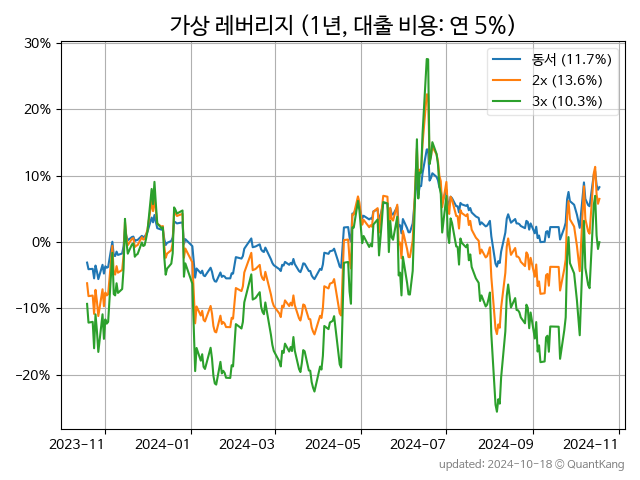 가상 레버리지 (1년, 대출 비용: 연 5%)
30%
20%
10%
0%
−10%
−20%
동서 (11.7%)
2x (13.6%)
3x (10.3%)
2023-11 2024-01 2024-03 2024-05 2024-07 2024-09 2024-11
updated: 2024-10-18 © QuantKang